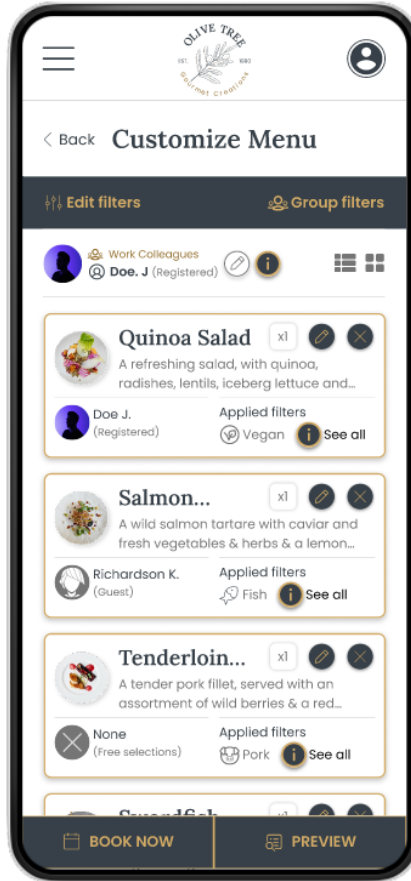 OLIVE TREE
EST. 1980
Gourmet Creations
< Back Customize Menu
Edit filters Group filters
Work Colleagues
Doe. J (Registered) i
Quinoa Salad x1
A refreshing salad, with quinoa,
radishes, lentils, iceberg lettuce and...
Doe J. Applied filters
(Registered) Vegan i See all
Salmon... x1
A wild salmon tartare with caviar and
fresh vegetables & herbs & a lemon...
Richardson K. Applied filters
(Guest) Fish i See all
Tenderloin... x1
A tender pork fillet, served with an
assortment of wild berries & a red...
None Applied filters
(Free selections) Pork i See all
Swordfish x1
BOOK NOW PREVIEW